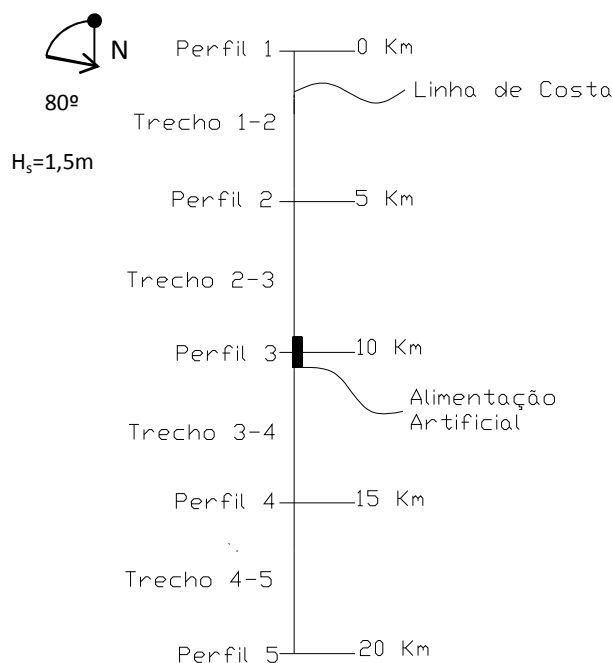 N
80º
Hₛ=1,5m
Perfil 1
0 Km
Linha de Costa
Trecho 1-2
Perfil 2
5 Km
Trecho 2-3
Perfil 3
10 Km
Alimentação
Artificial
Trecho 3-4
Perfil 4
15 Km
Trecho 4-5
Perfil 5
20 Km